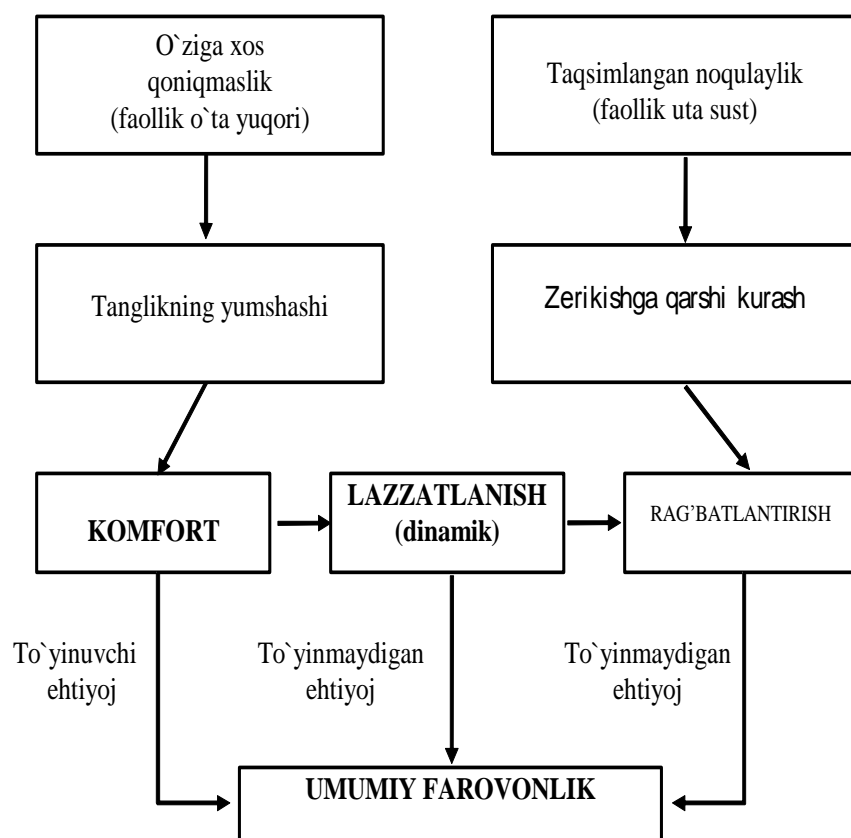 O`ziga xos
qoniqmaslik
(faollik o`ta yuqori)
Taqsimlangan noqulaylik
(faollik uta sust)
Tanglikning yumshashi
Zerikishga qarshi kurash
KOMFORT
LAZZATLANISH
(dinamik)
RAG’BATLANTIRISH
To`yinuvchi
ehtiyoj
To`yinmaydigan
ehtiyoj
To`yinmaydigan
ehtiyoj
UMUMIY FAROVONLIK